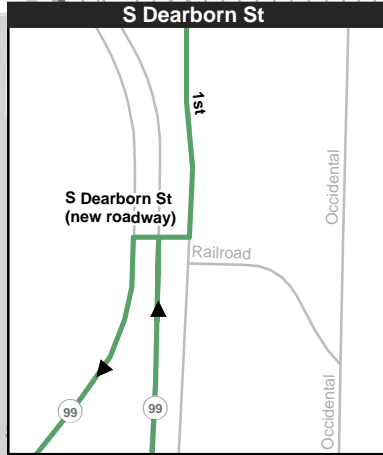 S Dearborn St
1st
Occidental
S Dearborn St
(new roadway)
Railroad
99
99
Occidental